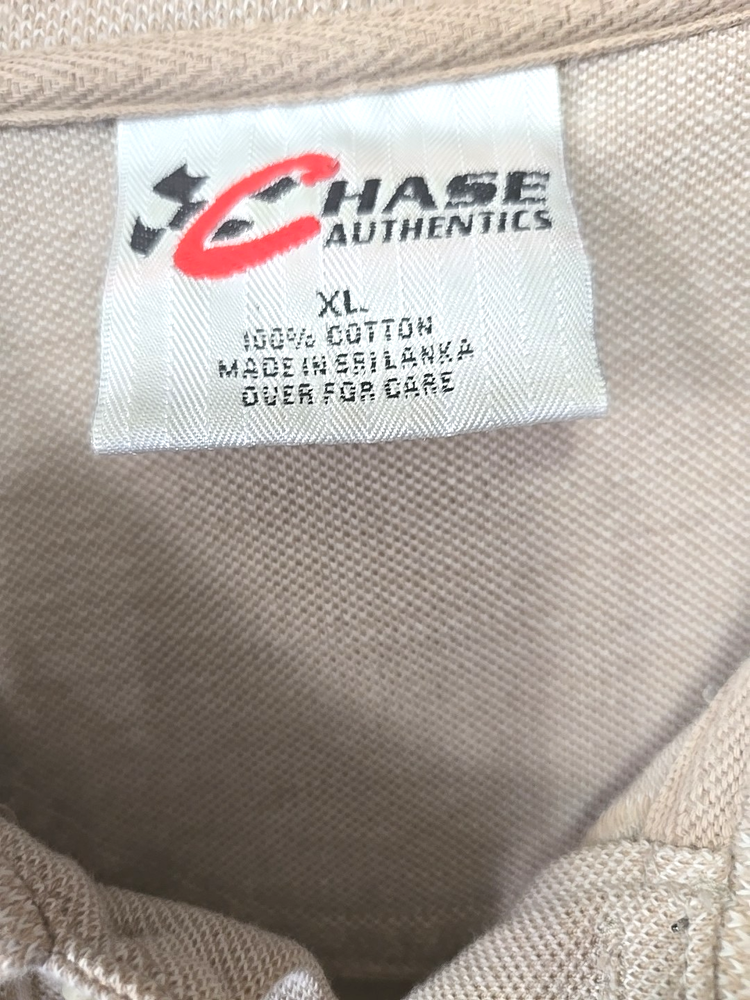 CHASE
AUTHENTICS
XL
100% COTTON
MADE IN SRI LANKA
OVER FOR CARE